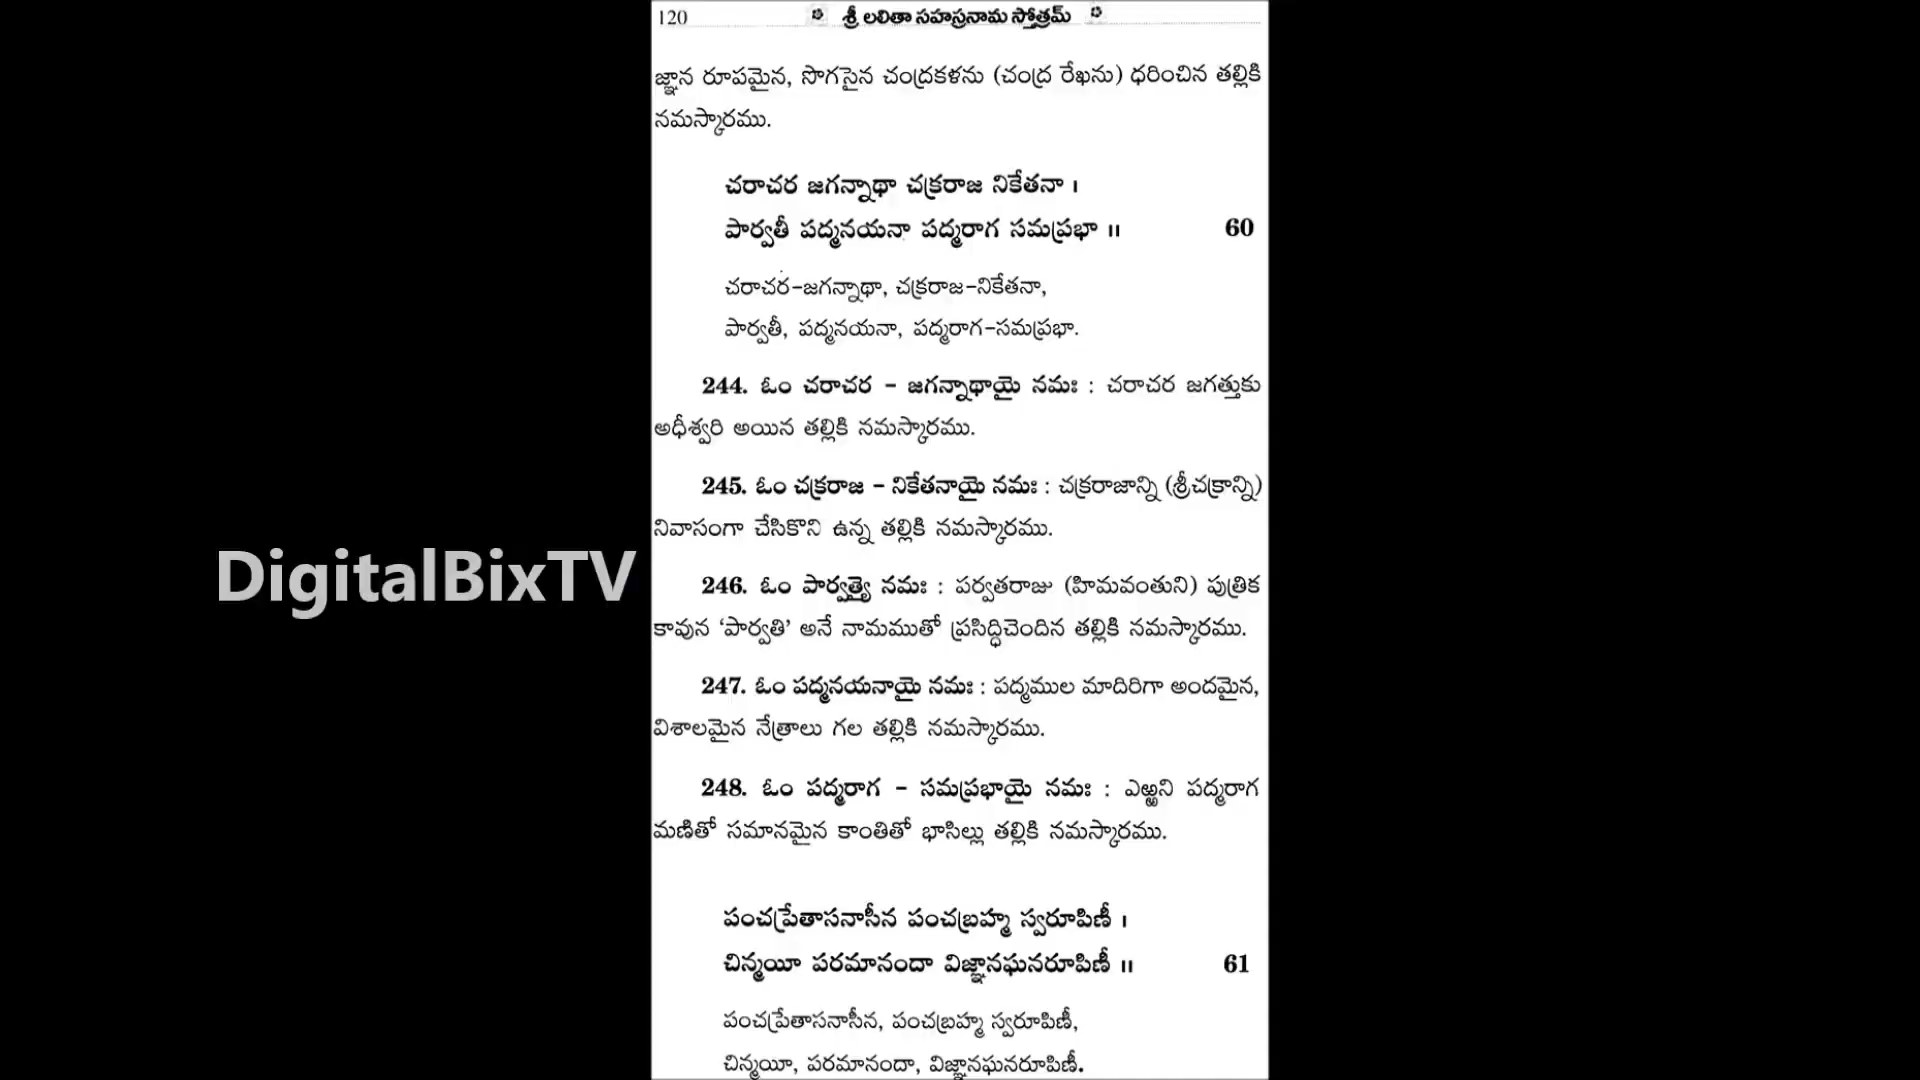 120
శ్రీ లలితా సహస్రనామ స్తోత్రమ్
జ్ఞాన రూపమైన, సొగసైన చంద్రకళను (చంద్ర రేఖను) ధరించిన తల్లికి
నమస్కారము.
చరాచర జగన్నాథా చక్రరాజ నికేతనా ।
పార్వతీ పద్మనయనా పద్మరాగ సమప్రభా ॥ 60
చరాచర-జగన్నాథా, చక్రరాజ-నికేతనా,
పార్వతీ, పద్మనయనా, పద్మరాగ-సమప్రభా.
244. ఓం చరాచర - జగన్నాథాయై నమః : చరాచర జగత్తుకు
అధీశ్వరి అయిన తల్లికి నమస్కారము.
245. ఓం చక్రరాజ - నికేతనాయై నమః : చక్రరాజాన్ని (శ్రీచక్రాన్ని)
నివాసంగా చేసికొని ఉన్న తల్లికి నమస్కారము.
DigitalBixTV
246. ఓం పార్వత్యై నమః : పర్వతరాజు (హిమవంతుని) పుత్రిక
కావున ‘పార్వతి’ అనే నామముతో ప్రసిద్ధిచెందిన తల్లికి నమస్కారము.
247. ఓం పద్మనయనాయై నమః : పద్మముల మాదిరిగా అందమైన,
విశాలమైన నేత్రాలు గల తల్లికి నమస్కారము.
248. ఓం పద్మరాగ - సమప్రభాయై నమః : ఎఱ్ఱని పద్మరాగ
మణితో సమానమైన కాంతితో భాసిల్లు తల్లికి నమస్కారము.
పంచప్రేతాసనాసీన పంచబ్రహ్మ స్వరూపిణీ ।
చిన్మయీ పరమానందా విజ్ఞానఘనరూపిణీ ॥ 61
పంచప్రేతాసనాసీన, పంచబ్రహ్మ స్వరూపిణీ,
చిన్మయీ, పరమానందా, విజ్ఞానఘనరూపిణీ.